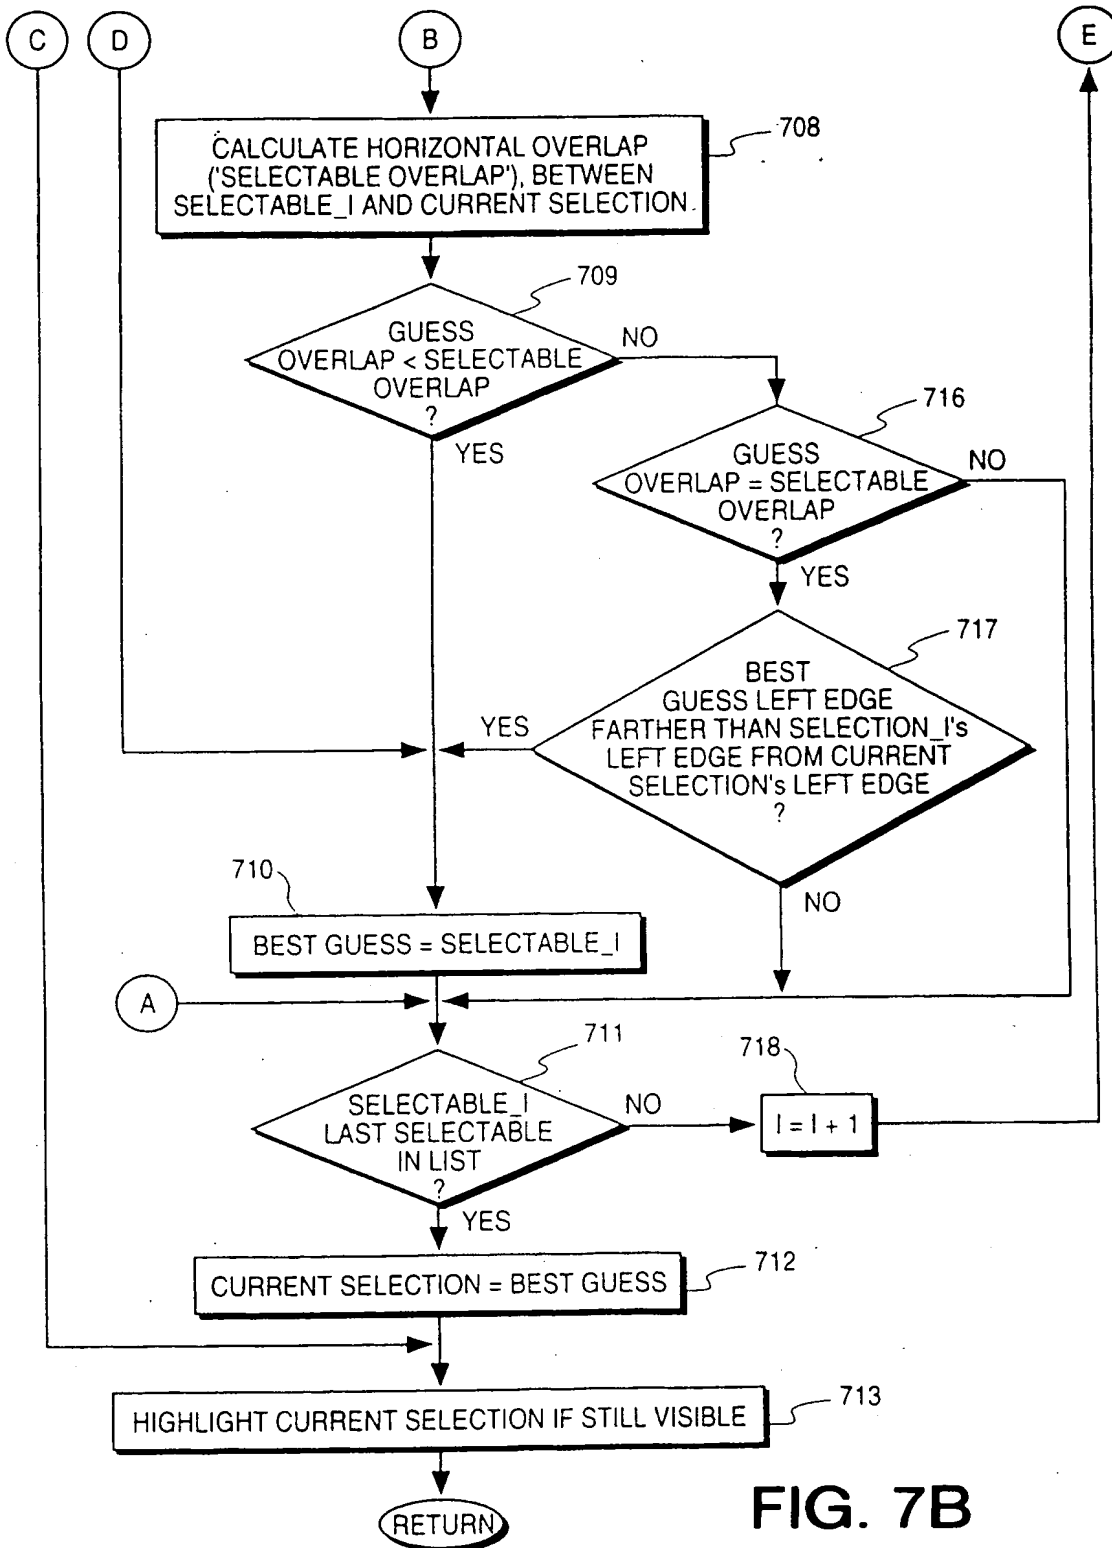 C
D
B
E
CALCULATE HORIZONTAL OVERLAP
('SELECTABLE OVERLAP'), BETWEEN
SELECTABLE_I AND CURRENT SELECTION
708
709
GUESS
OVERLAP < SELECTABLE
OVERLAP
?
NO
YES
716
GUESS
OVERLAP = SELECTABLE
OVERLAP
?
NO
YES
717
BEST
GUESS LEFT EDGE
FARTHER THAN SELECTION_I's
LEFT EDGE FROM CURRENT
SELECTION's LEFT EDGE
?
YES
NO
710
BEST GUESS = SELECTABLE_I
A
711
SELECTABLE_I
LAST SELECTABLE
IN LIST
?
NO
YES
718
I = I + 1
CURRENT SELECTION = BEST GUESS
712
HIGHLIGHT CURRENT SELECTION IF STILL VISIBLE
713
RETURN
FIG. 7B